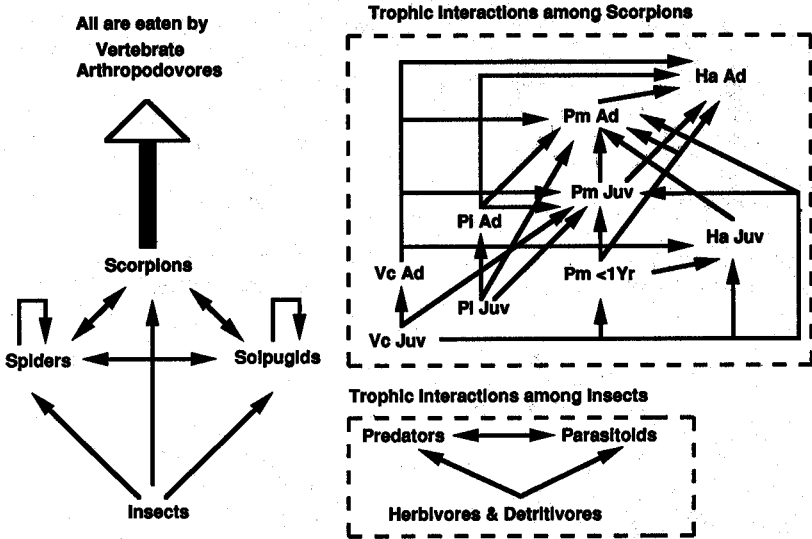 All are eaten by
Vertebrate
Arthropodovores
Scorpions
Spiders
Solpugids
Insects
Trophic Interactions among Scorpions
Ha Ad
Pm Ad
Pm Juv
Pi Ad
Ha Juv
Vc Ad
Pm <1Yr
Pi Juv
Vc Juv
Trophic Interactions among Insects
Predators
Parasitoids
Herbivores & Detritivores